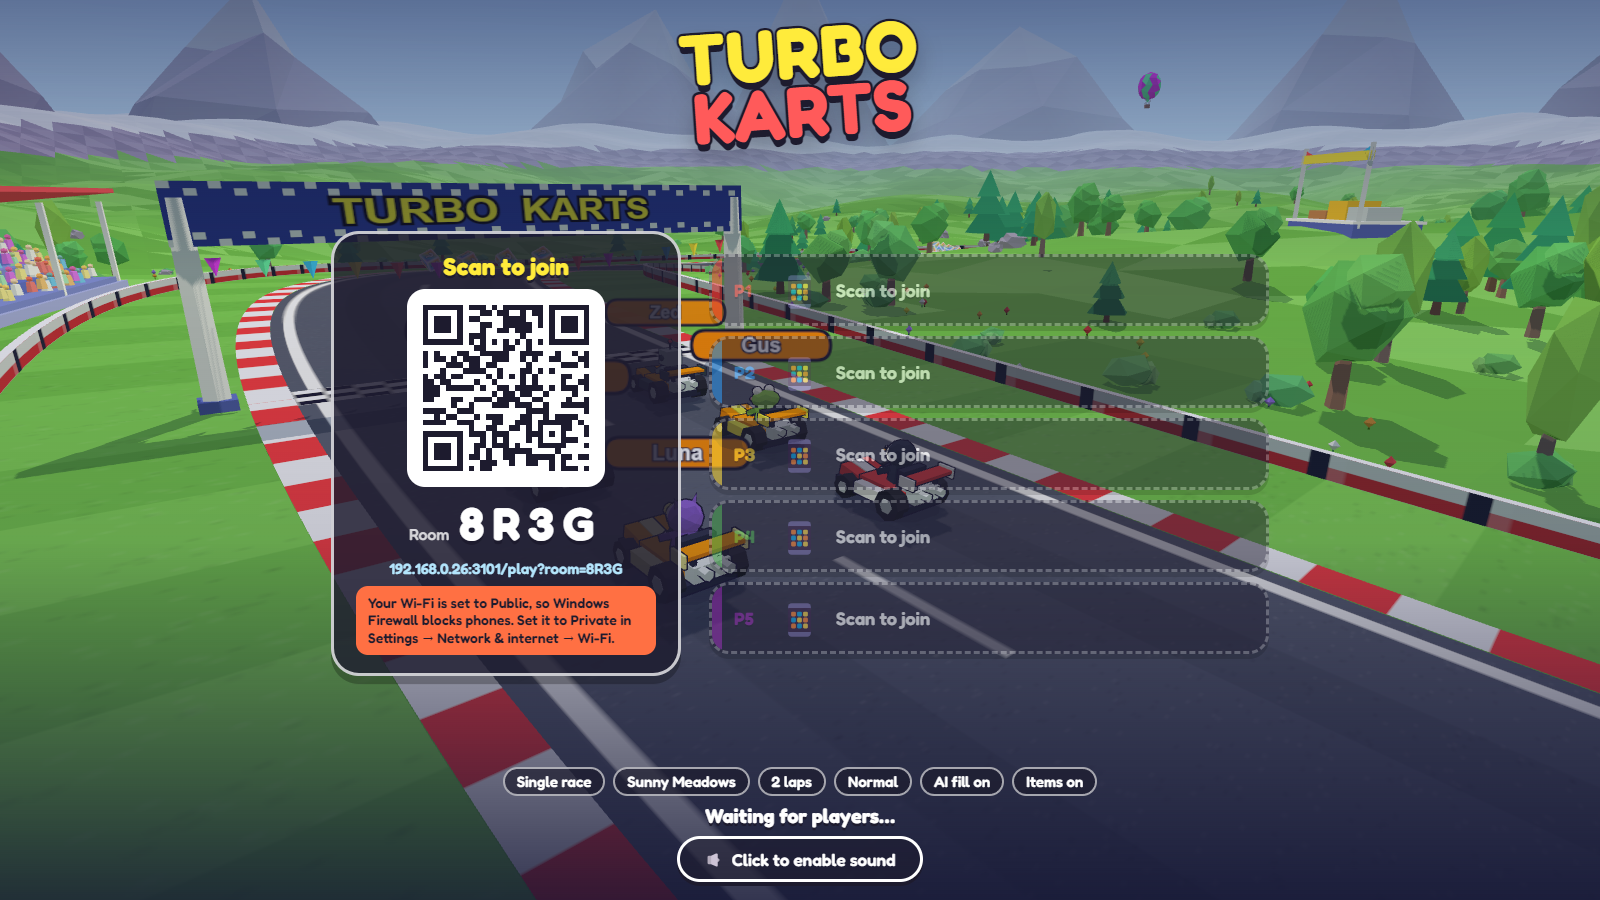 TURBO
KARTS
TURBO KARTS
Scan to join
Room 8R3G
192.168.0.26:3101/play?room=8R3G
Your Wi-Fi is set to Public, so Windows
Firewall blocks phones. Set it to Private in
Settings → Network & internet → Wi-Fi.
Gus
Luna
P1 Scan to join
P2 Scan to join
P3 Scan to join
P4 Scan to join
P5 Scan to join
Single race
Sunny Meadows
2 laps
Normal
AI fill on
Items on
Waiting for players...
Click to enable sound